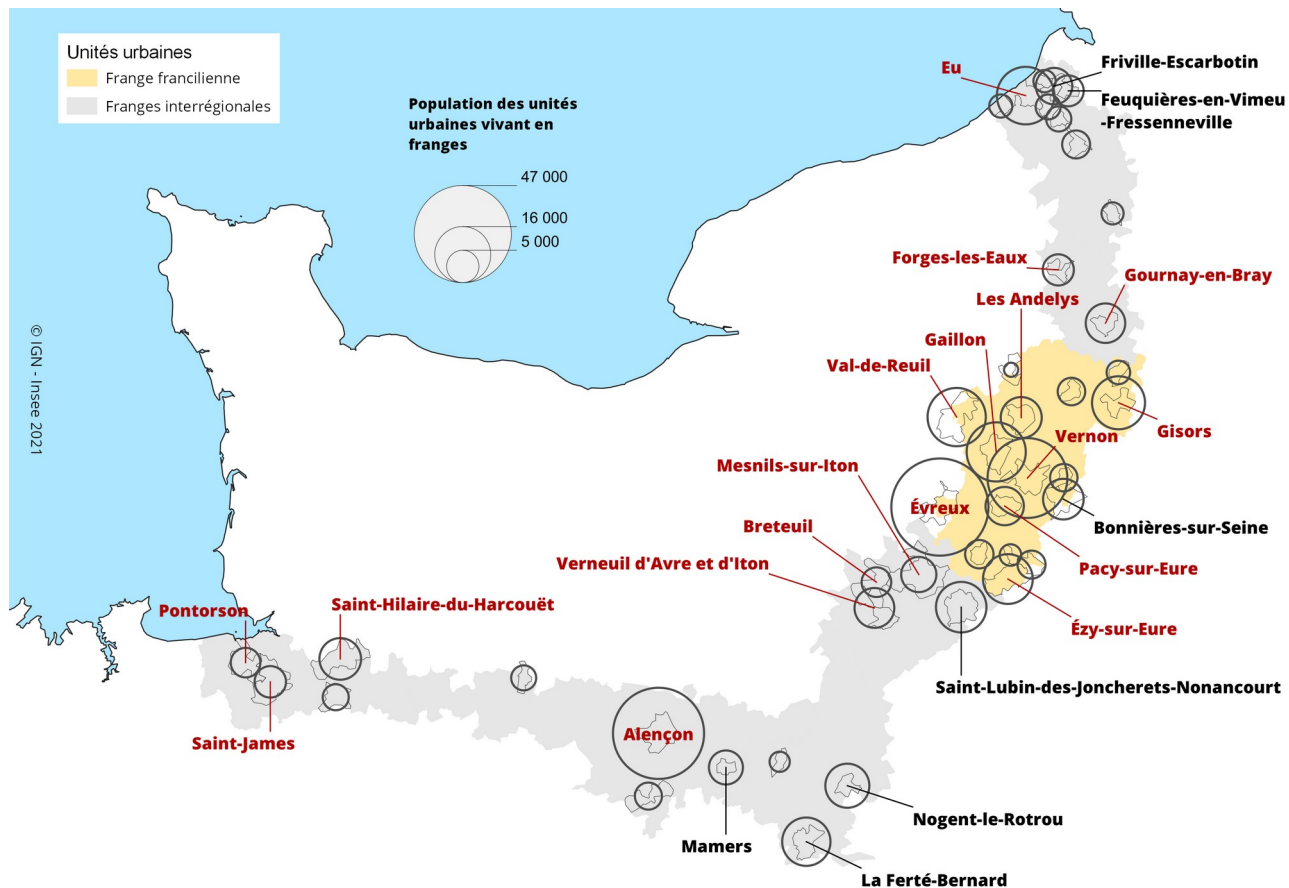 Unités urbaines
Frange francilienne
Franges interrégionales
Population des unités
urbaines vivant en
franges
47 000
16 000
5 000
© IGN - Insee 2021
Eu
Friville-Escarbotin
Feuquières-en-Vimeu
-Fressenneville
Forges-les-Eaux
Gournay-en-Bray
Les Andelys
Gaillon
Val-de-Reuil
Gisors
Vernon
Mesnils-sur-Iton
Évreux
Bonnières-sur-Seine
Breteuil
Pacy-sur-Eure
Verneuil d'Avre et d'Iton
Ézy-sur-Eure
Pontorson
Saint-Hilaire-du-Harcouët
Saint-Lubin-des-Joncherets-Nonancourt
Saint-James
Alençon
Nogent-le-Rotrou
Mamers
La Ferté-Bernard